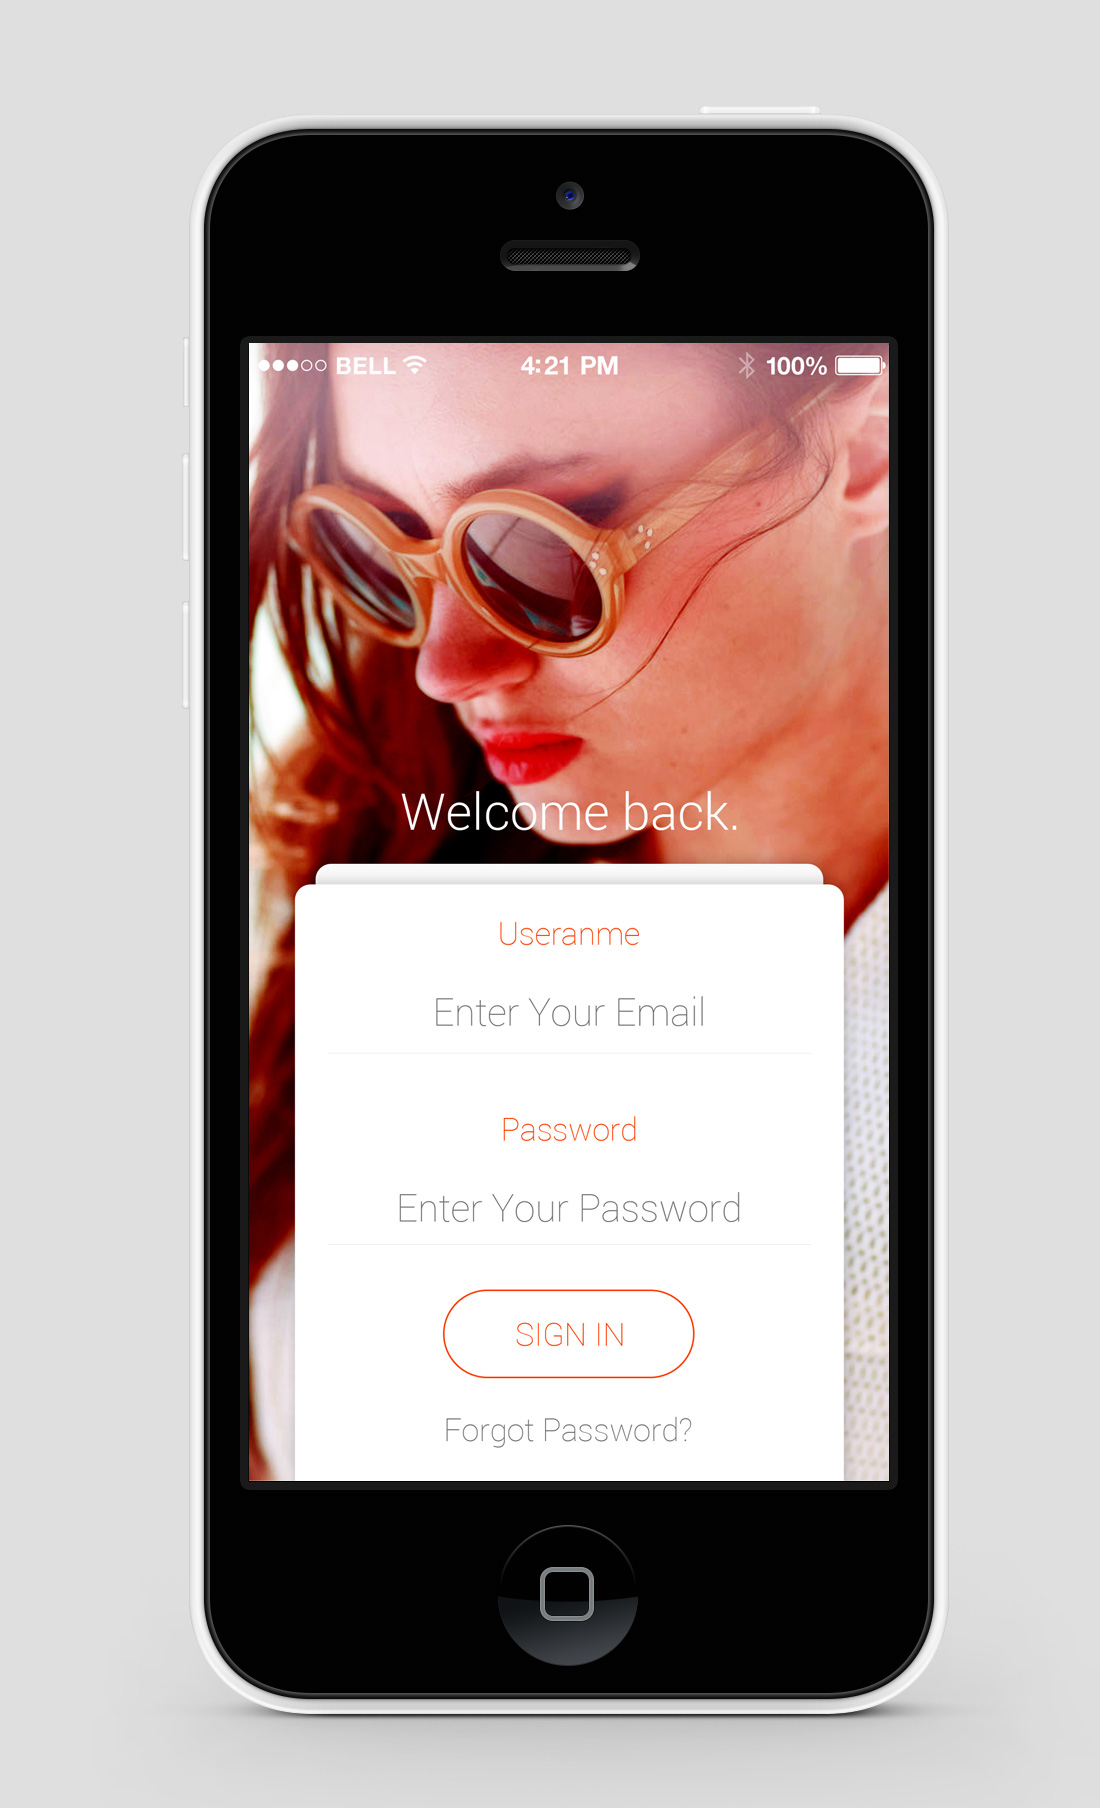 BELL 4:21 PM 100%
Welcome back.
Useranme
Enter Your Email
Password
Enter Your Password
SIGN IN
Forgot Password?